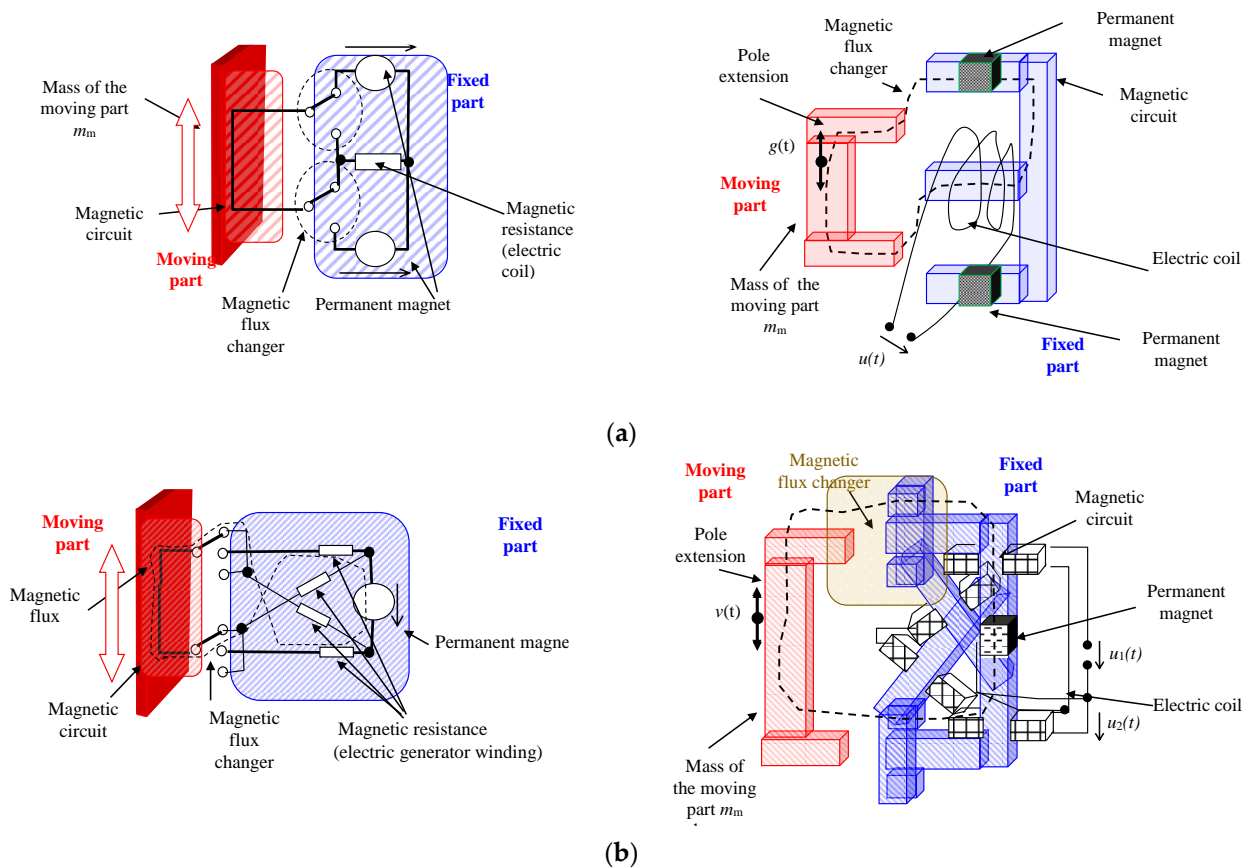 Mass of the
moving part
mm
Magnetic
circuit
Moving
part
Magnetic
flux
changer
Fixed
part
Magnetic
resistance
(electric
coil)
Permanent magnet
Pole
extension
Magnetic
flux
changer
Permanent
magnet
Magnetic
circuit
g(t)
Moving
part
Mass of the
moving part
mm
Electric coil
u(t)
Fixed
part
Permanent
magnet
(a)
Moving
part
Magnetic
flux
Magnetic
circuit
Magnetic
flux
changer
Fixed
part
Permanent magne
Magnetic resistance
(electric generator winding)
Moving
part
Magnetic
flux changer
Fixed
part
Magnetic
circuit
Pole
extension
v(t)
Permanent
magnet
u1(t)
Electric coil
u2(t)
Mass of
the moving
part mm
(b)